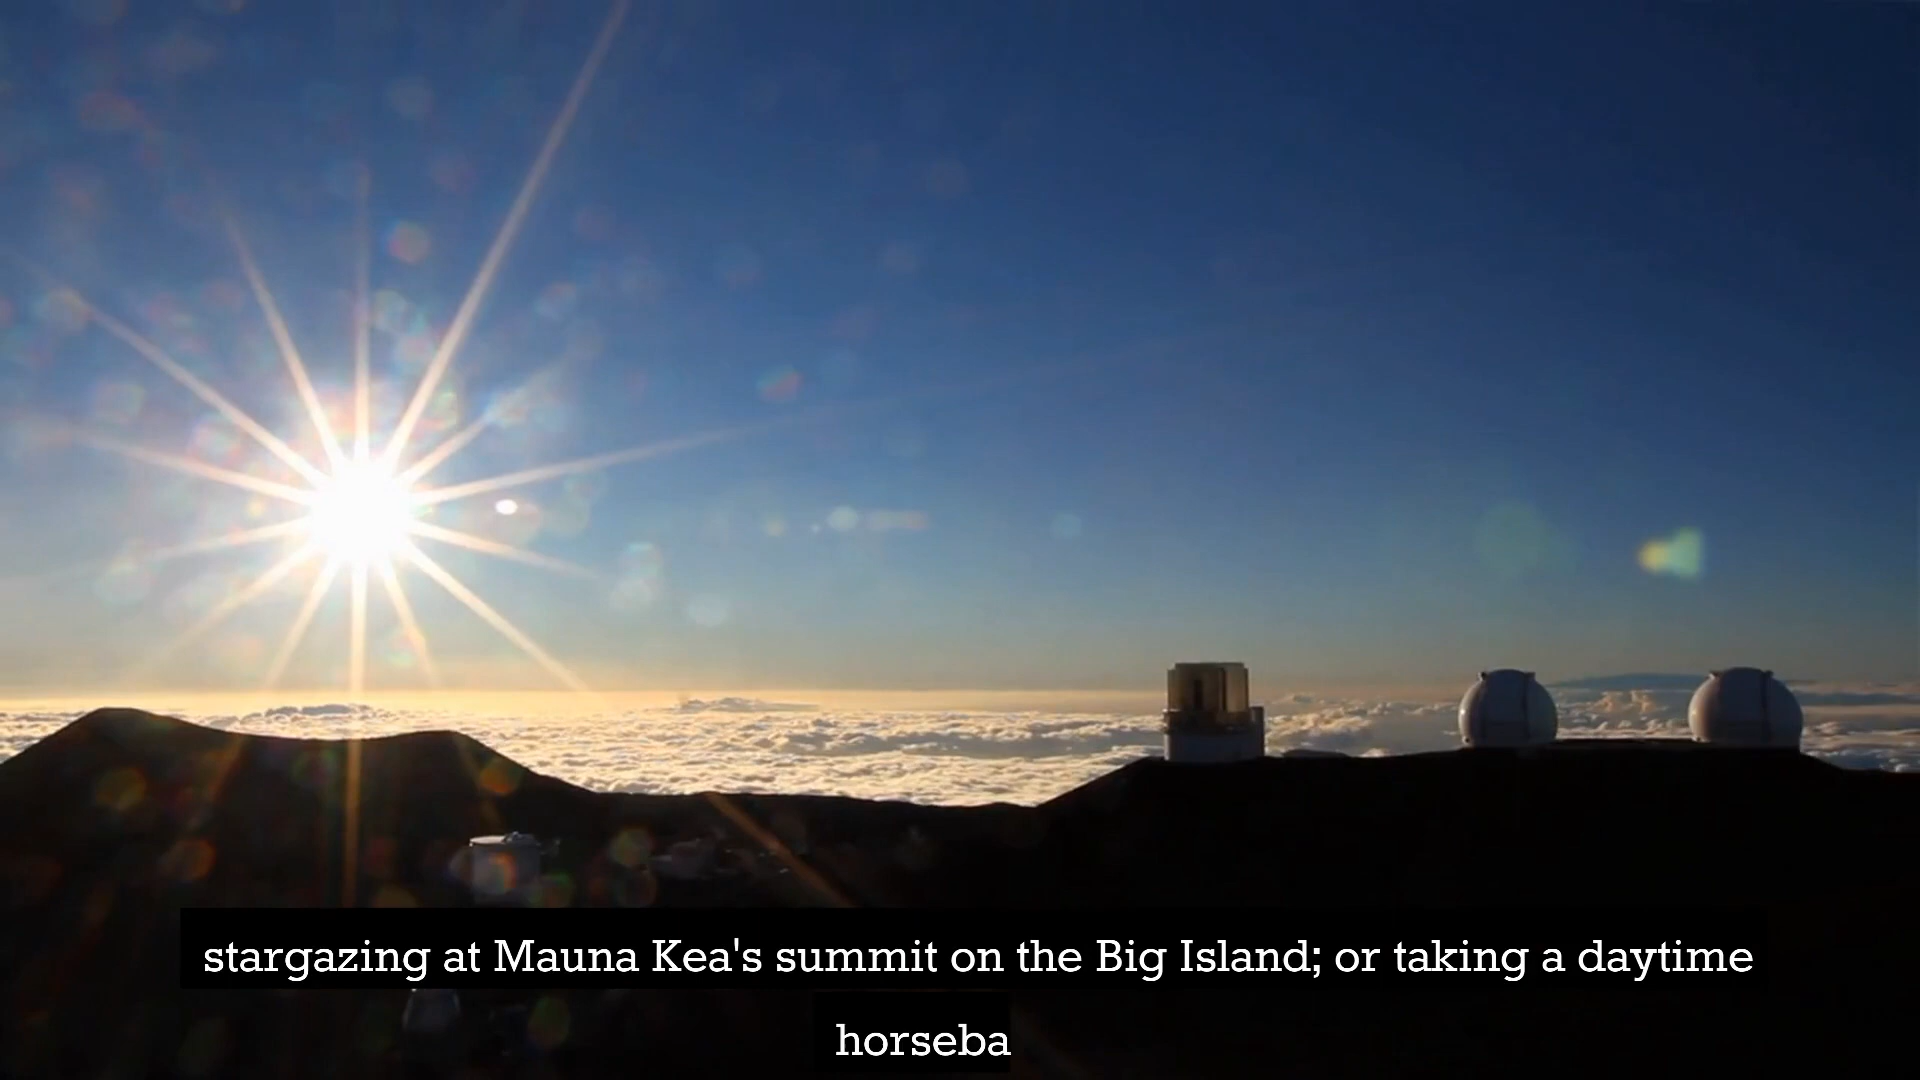 stargazing at Mauna Kea's summit on the Big Island; or taking a daytime
horseba